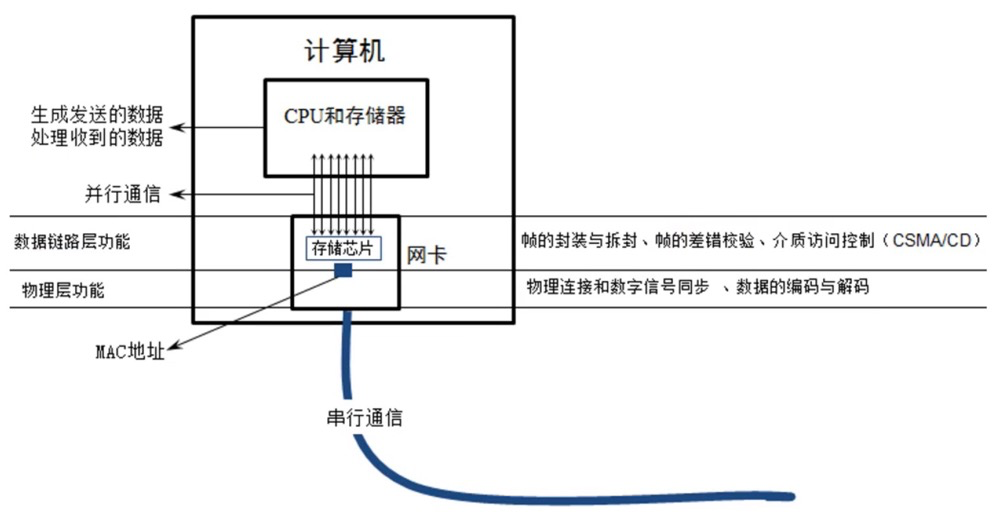 计算机
CPU和存储器
生成发送的数据
处理收到的数据
并行通信
数据链路层功能
存储芯片
网卡
帧的封装与拆封、帧的差错校验、介质访问控制（CSMA/CD）
物理层功能
物理连接和数字信号同步 、数据的编码与解码
MAC地址
串行通信